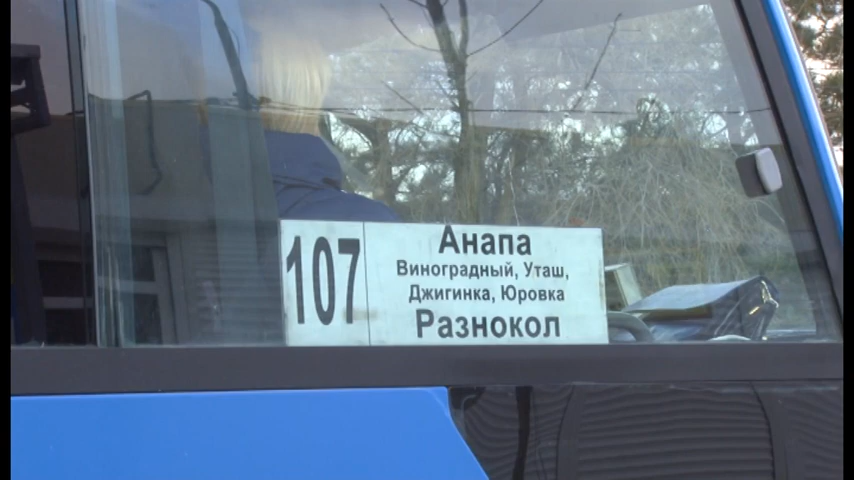 107
Анапа
Виноградный, Уташ,
Джигинка, Юровка
Разнокол